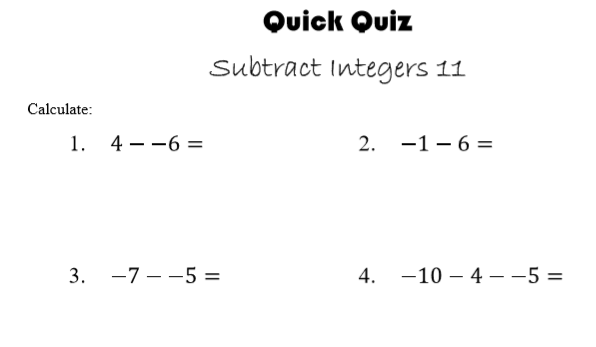 Quick Quiz
Subtract Integers 11
Calculate:
1. 4 − −6 = 2. −1 − 6 =
3. −7 − −5 = 4. −10 − 4 − −5 =